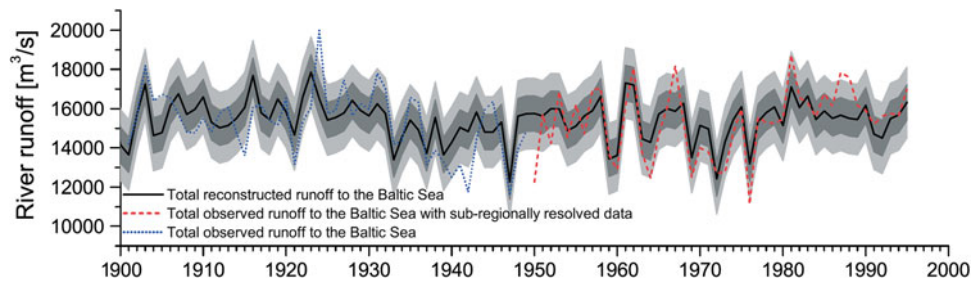 River runoff [m³/s]
20000
18000
16000
14000
12000
10000
Total reconstructed runoff to the Baltic Sea
Total observed runoff to the Baltic Sea with sub-regionally resolved data
Total observed runoff to the Baltic Sea
1900 1910 1920 1930 1940 1950 1960 1970 1980 1990 2000